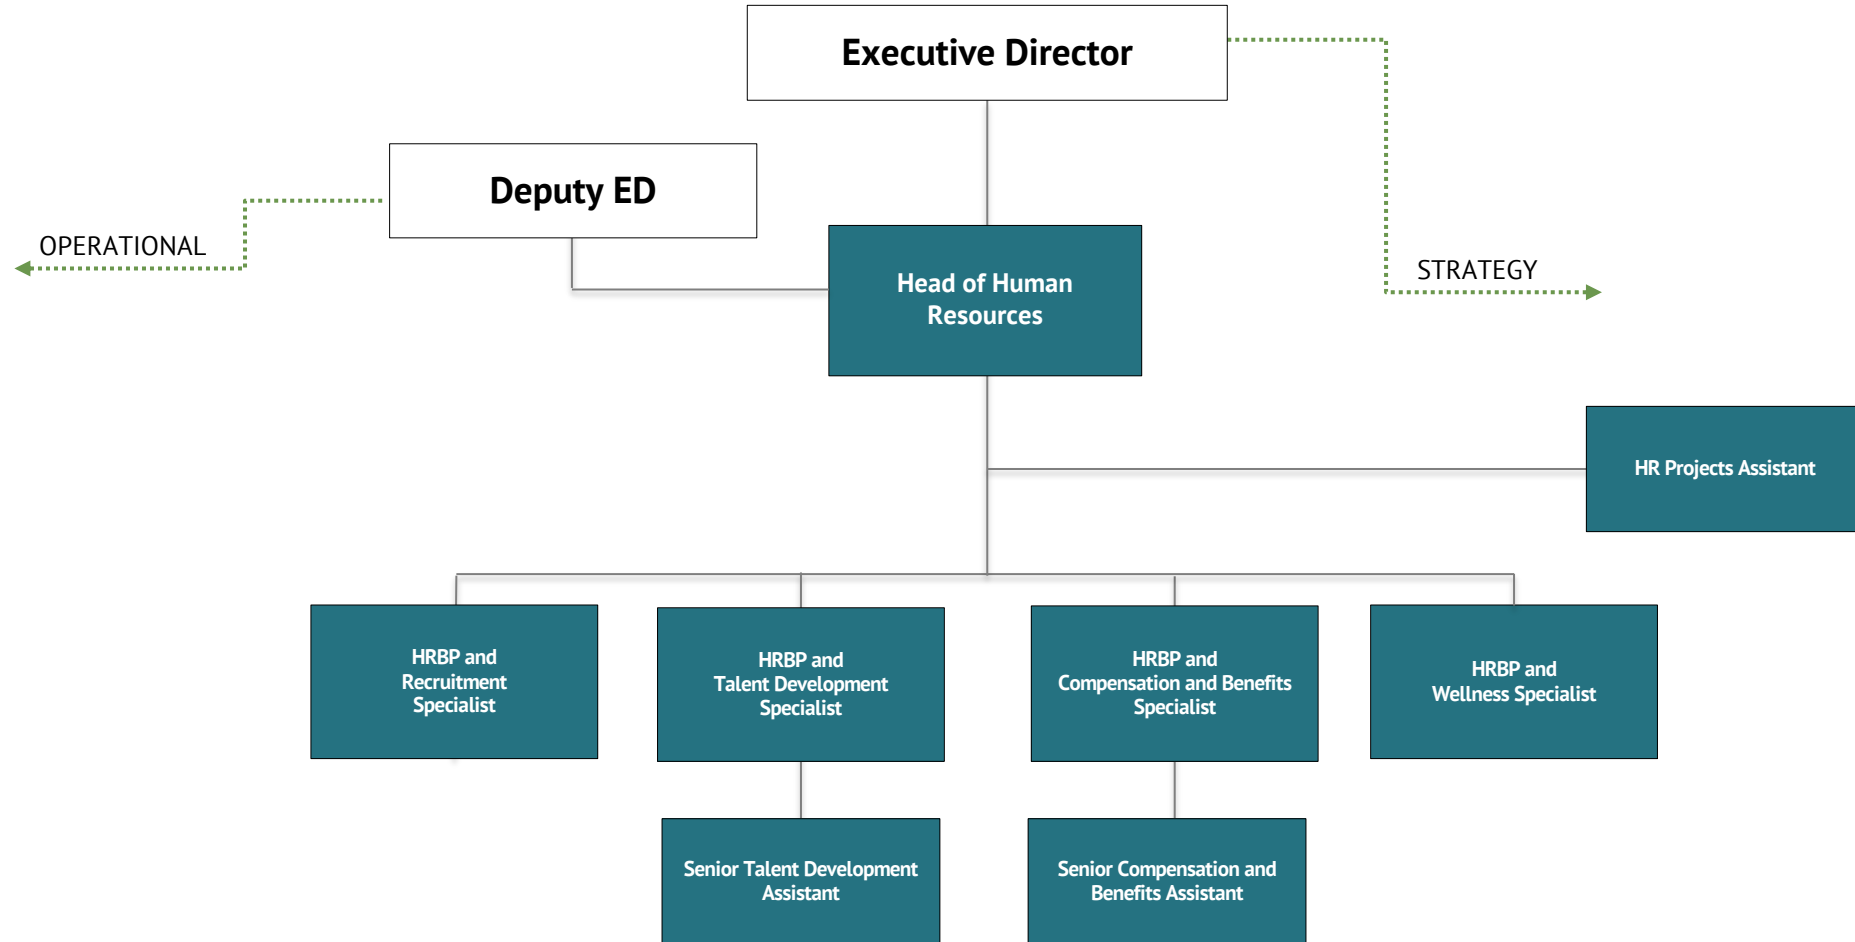 Executive Director
Deputy ED
OPERATIONAL
Head of Human
Resources
STRATEGY
HR Projects Assistant
HRBP and
Recruitment
Specialist
HRBP and
Talent Development
Specialist
HRBP and
Compensation and Benefits
Specialist
HRBP and
Wellness Specialist
Senior Talent Development
Assistant
Senior Compensation and
Benefits Assistant